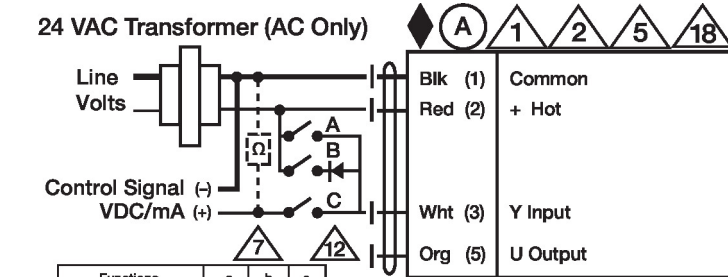 24 VAC Transformer (AC Only)
A 1 2 5 18
Line
Volts
Blk (1) Common
Red (2) + Hot
A
B
Ω
C
Control Signal (–)
VDC/mA (+)
Wht (3) Y Input
Org (5) U Output
7 12
Functions a b c